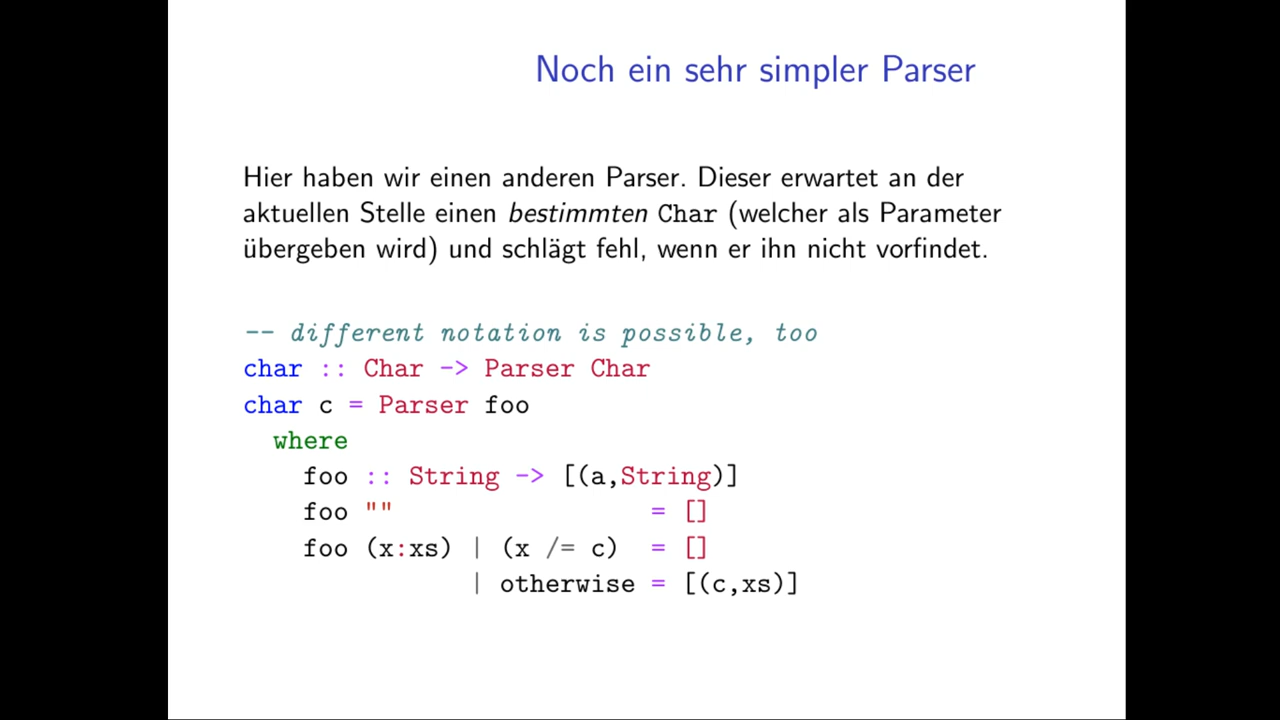 Noch ein sehr simpler Parser
Hier haben wir einen anderen Parser. Dieser erwartet an der
aktuellen Stelle einen bestimmten Char (welcher als Parameter
übergeben wird) und schlägt fehl, wenn er ihn nicht vorfindet.
-- different notation is possible, too
char :: Char -> Parser Char
char c = Parser foo
  where
    foo :: String -> [(a,String)]
    foo ""                 = []
    foo (x:xs) | (x /= c)  = []
               | otherwise = [(c,xs)]